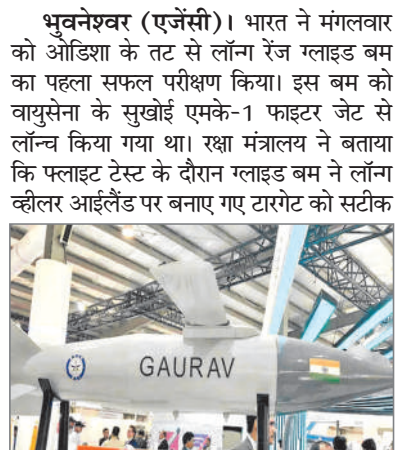 भुवनेश्वर (एजेंसी)। भारत ने मंगलवार
को ओडिशा के तट से लॉन्ग रेंज ग्लाइड बम
का पहला सफल परीक्षण किया। इस बम को
वायुसेना के सुखोई एमके-1 फाइटर जेट से
लॉन्च किया गया था। रक्षा मंत्रालय ने बताया
कि फ्लाइट टेस्ट के दौरान ग्लाइड बम ने लॉन्ग
व्हीलर आईलैंड पर बनाए गए टारगेट को सटीक
GAURAV